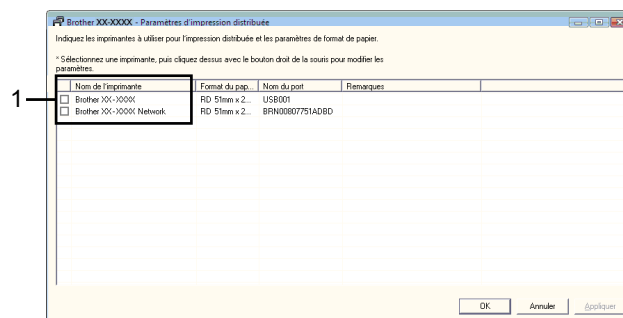 Brother XX-XXXX - Paramètres d'impression distribuée
Indiquez les imprimantes à utiliser pour l'impression distribuée et les paramètres de format de papier.
* Sélectionnez une imprimante, puis cliquez dessus avec le bouton droit de la souris pour modifier les
paramètres.
Nom de l'imprimante Format du pap... Nom du port Remarques
1
Brother XX-XXXX RD 51mm x 2... USB001
Brother XX-XXXX Network RD 51mm x 2... BRN00807751ADBD
OK Annuler Appliquer